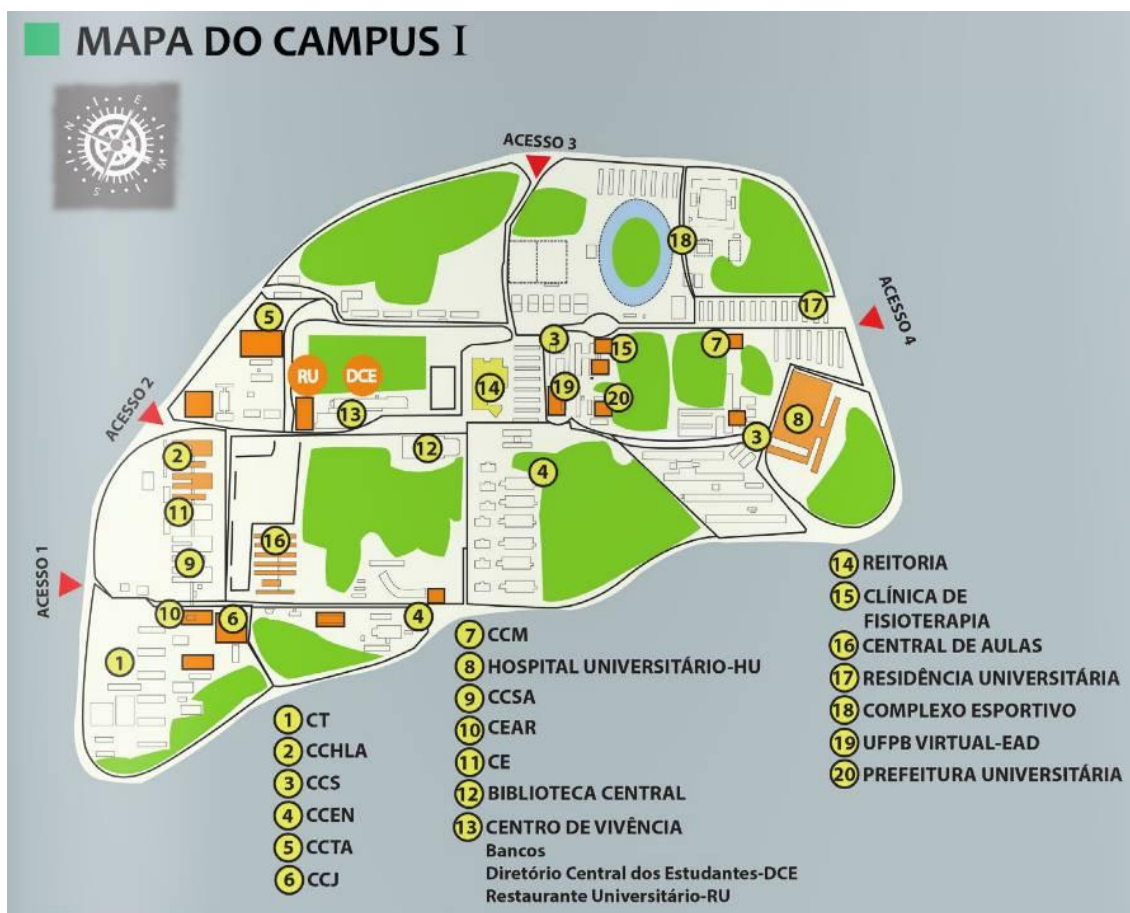 MAPA DO CAMPUS I
N
E
W
S
ACESSO 3
18
17
ACESSO 4
5
3
15
7
RU
DCE
14
19
20
8
13
ACESSO 2
12
3
2
4
11
16
9
ACESSO 1
10
6
4
1
1 CT
2 CCHLA
3 CCS
4 CCEN
5 CCTA
6 CCJ
7 CCM
8 HOSPITAL UNIVERSITÁRIO-HU
9 CCSA
10 CEAR
11 CE
12 BIBLIOTECA CENTRAL
13 CENTRO DE VIVÊNCIA
Bancos
Diretório Central dos Estudantes-DCE
Restaurante Universitário-RU
14 REITORIA
15 CLÍNICA DE
FISIOTERAPIA
16 CENTRAL DE AULAS
17 RESIDÊNCIA UNIVERSITÁRIA
18 COMPLEXO ESPORTIVO
19 UFPB VIRTUAL-EAD
20 PREFEITURA UNIVERSITÁRIA